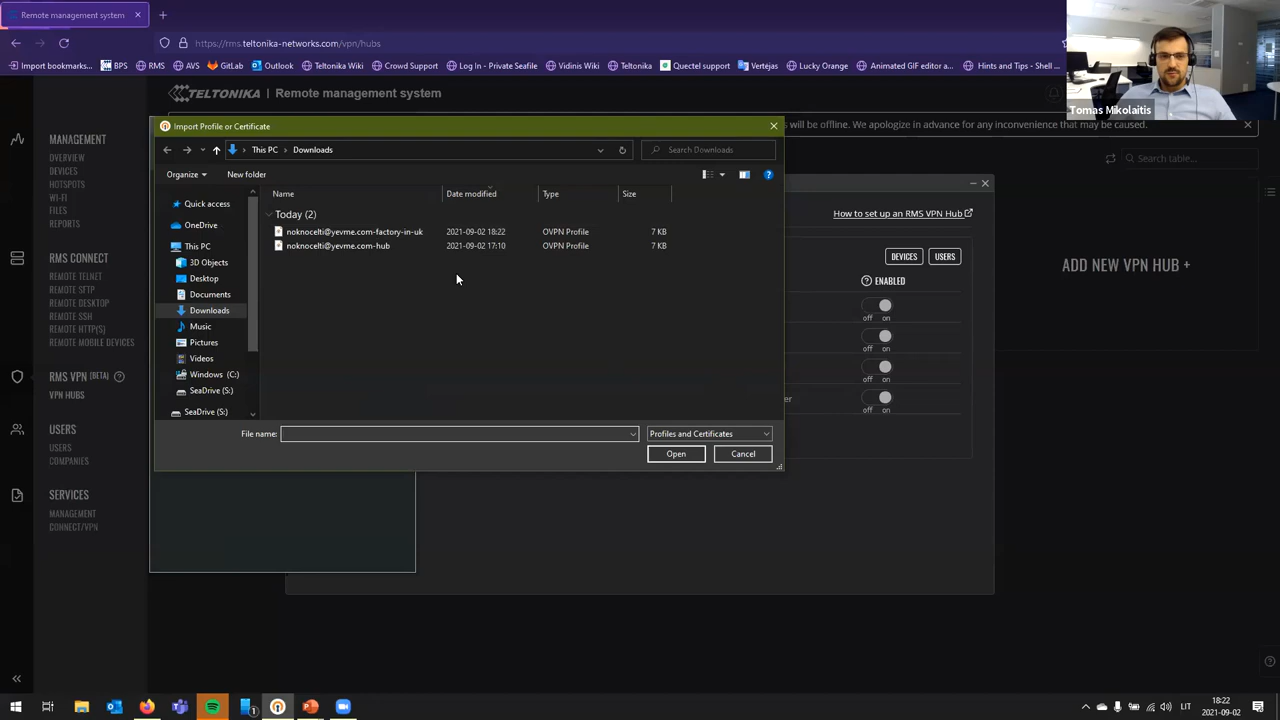 Remote management system
https://rms.teltonika-networks.com/vpn/hubs
Import bookmarks...
BPS
RMS
AVS
GitLab
Outlook
Teltonika Wiki
Crowd Support
Log In - Private Seafile
Vidinis Wiki
Teltonika
Quectel support
Vertėjas
Lucky Orange
Animated GIF editor a...
Hints and Tips - Shell ...
Tomas Mikolaitis
TELTONIKA | Remote management system
s will be offline. We apologize in advance for any inconvenience that may be caused.
Search table...
MANAGEMENT
OVERVIEW
DEVICES
HOTSPOTS
WI-FI
FILES
REPORTS
RMS CONNECT
REMOTE TELNET
REMOTE SFTP
REMOTE DESKTOP
REMOTE SSH
REMOTE HTTP(S)
REMOTE MOBILE DEVICES
RMS VPN (BETA)
VPN HUBS
USERS
USERS
COMPANIES
SERVICES
MANAGEMENT
CONNECT/VPN
Import Profile or Certificate
This PC
Downloads
Search Downloads
Organize
New folder
Quick access
OneDrive
This PC
3D Objects
Desktop
Documents
Downloads
Music
Pictures
Videos
Windows (C:)
SeaDrive (S:)
SeaDrive (S:)
Name Date modified Type Size
Today (2)
noknocelti@yevme.com-factory-in-uk 2021-09-02 18:22 OVPN Profile 7 KB
noknocelti@yevme.com-hub 2021-09-02 17:10 OVPN Profile 7 KB
File name:
Profiles and Certificates
Open
Cancel
How to set up an RMS VPN Hub
DEVICES
USERS
ENABLED
off on
off on
off on
er
off on
ADD NEW VPN HUB +
LIT
18:22
2021-09-02